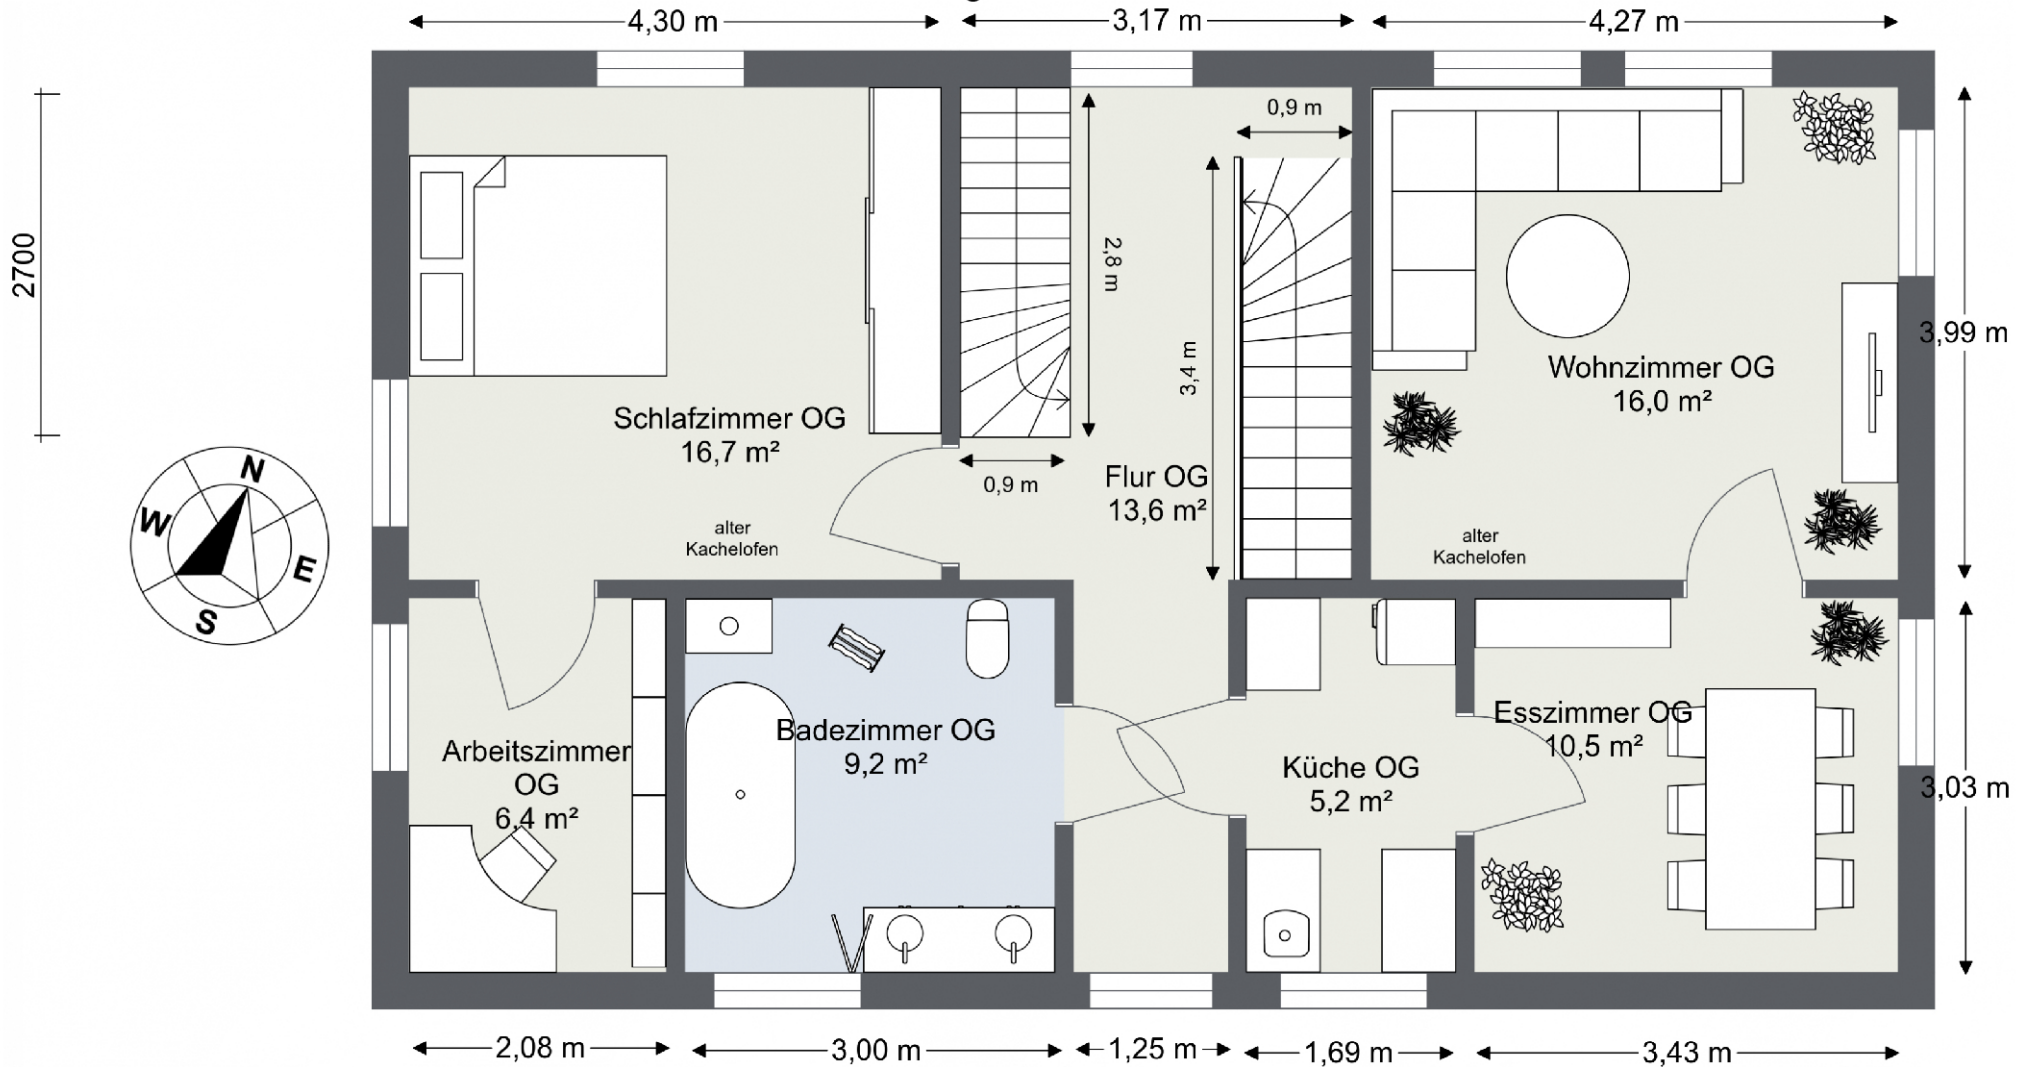 4,30 m
3,17 m
4,27 m
0,9 m
2700
2,8 m
3,99 m
3,4 m
Wohnzimmer OG
16,0 m²
Schlafzimmer OG
16,7 m²
N
W
E
S
0,9 m
Flur OG
13,6 m²
alter
Kachelofen
alter
Kachelofen
Badezimmer OG
9,2 m²
Esszimmer OG
10,5 m²
Arbeitszimmer
OG
6,4 m²
Küche OG
5,2 m²
3,03 m
2,08 m
3,00 m
1,25 m
1,69 m
3,43 m